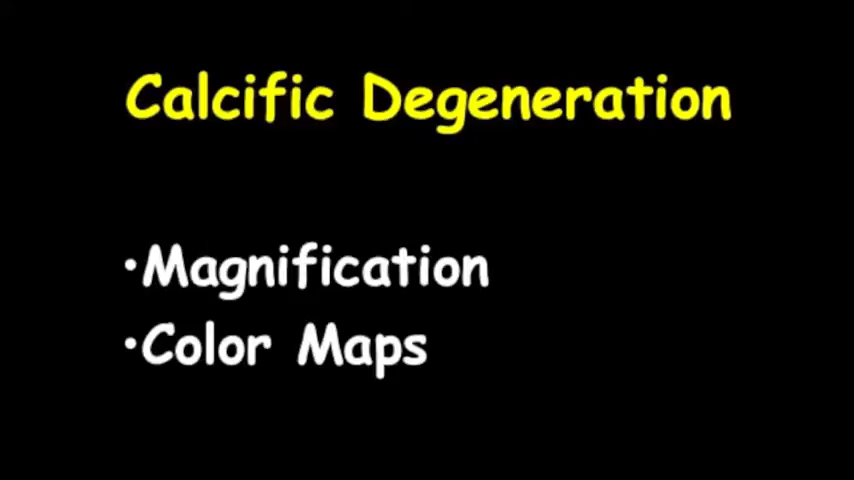 Calcific Degeneration
•Magnification
•Color Maps